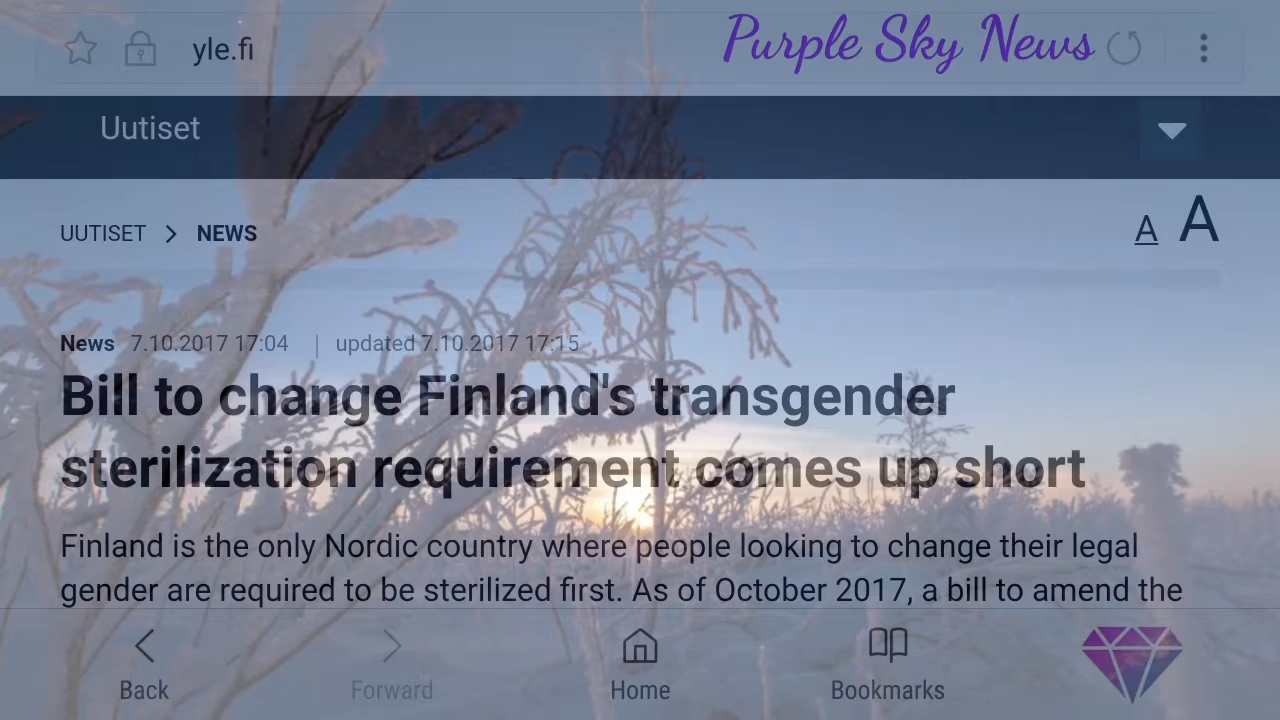 yle.fi
Purple Sky News
Uutiset
UUTISET > NEWS
A A
News 7.10.2017 17:04 | updated 7.10.2017 17:15
Bill to change Finland's transgender
sterilization requirement comes up short
Finland is the only Nordic country where people looking to change their legal
gender are required to be sterilized first. As of October 2017, a bill to amend the
Back Forward Home Bookmarks